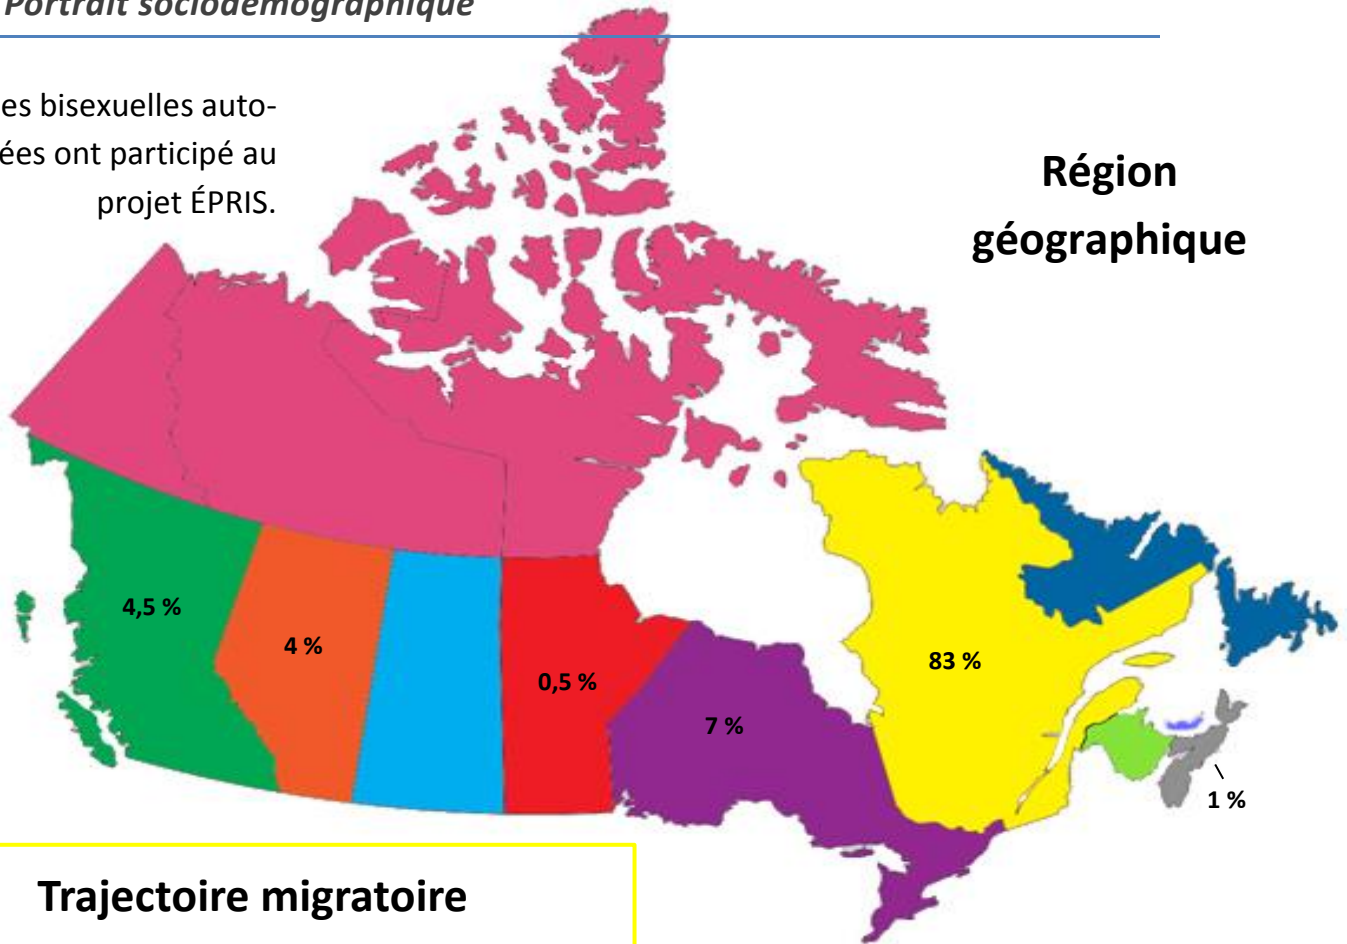 Portrait sociodémographique
es bisexuelles auto-
ées ont participé au
projet ÉPRIS.
Région
géographique
4,5 %
4 %
0,5 %
7 %
83 %
1 %
Trajectoire migratoire